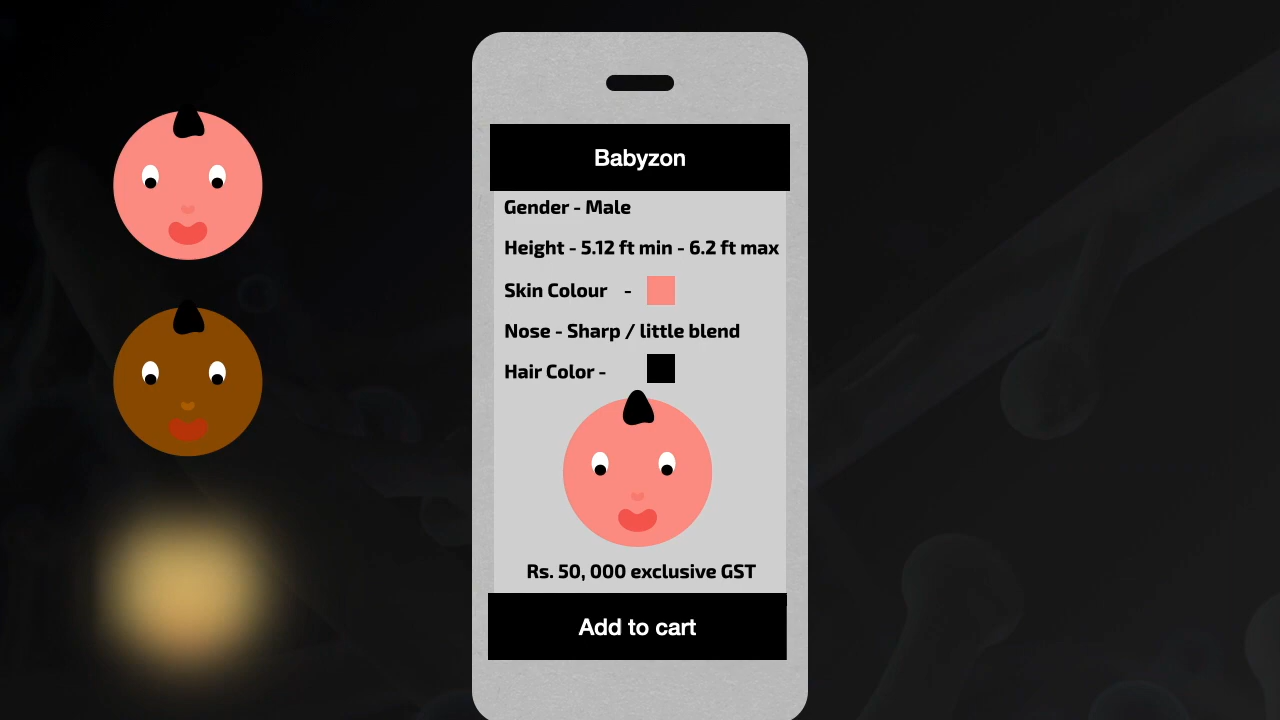 Babyzon
Gender - Male
Height - 5.12 ft min - 6.2 ft max
Skin Colour -
Nose - Sharp / little blend
Hair Color -
Rs. 50, 000 exclusive GST
Add to cart